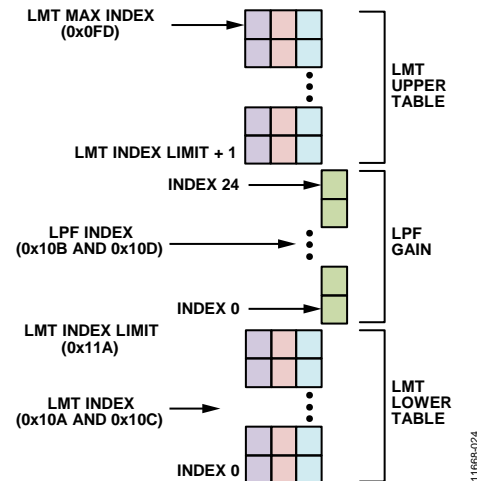 LMT MAX INDEX
(0x0FD)
LMT
UPPER
TABLE
LMT INDEX LIMIT + 1
INDEX 24
LPF INDEX
(0x10B AND 0x10D)
LPF
GAIN
INDEX 0
LMT INDEX LIMIT
(0x11A)
LMT INDEX
(0x10A AND 0x10C)
LMT
LOWER
TABLE
INDEX 0
11668-024